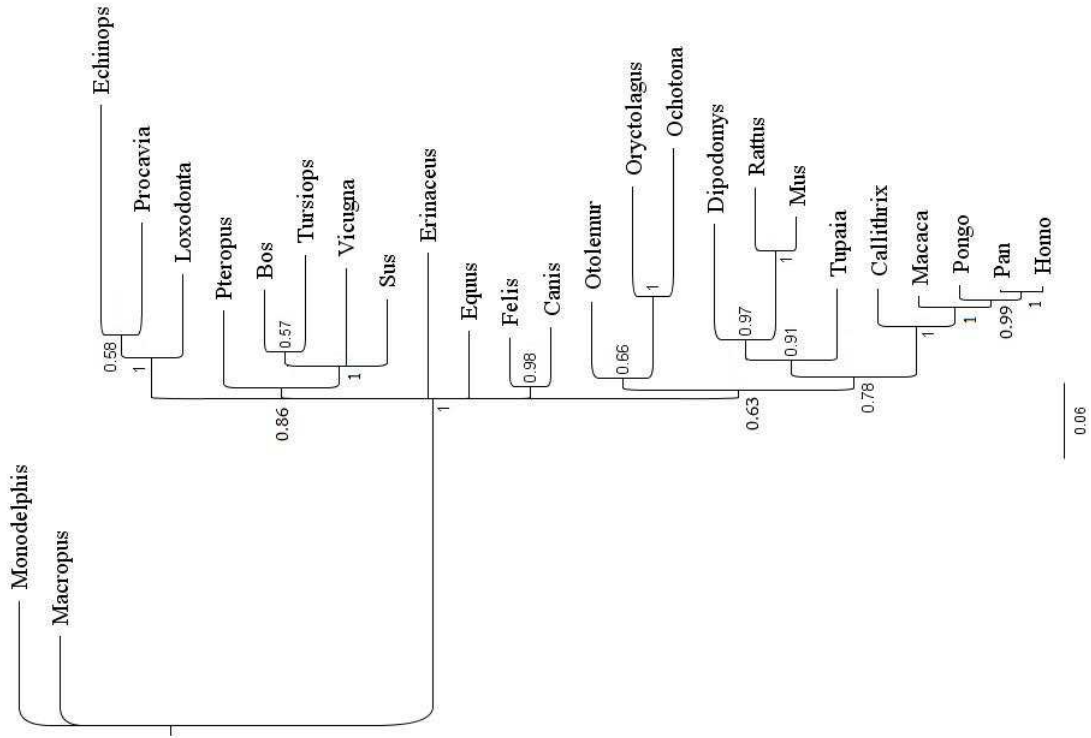 Monodelphis
Macropus
Echinops
Procavia
Loxodonta
Pteropus
Bos
Tursiops
Vicugna
Sus
Erinaceus
Equus
Felis
Canis
Otolemur
Oryctolagus
Ochotona
Dipodomys
Rattus
Mus
Tupaia
Callithrix
Macaca
Pongo
Pan
Homo
0.58
1
0.57
1
0.86
1
0.98
1
0.66
0.97
1
0.91
0.63
0.78
1
1
0.99
1
0.06